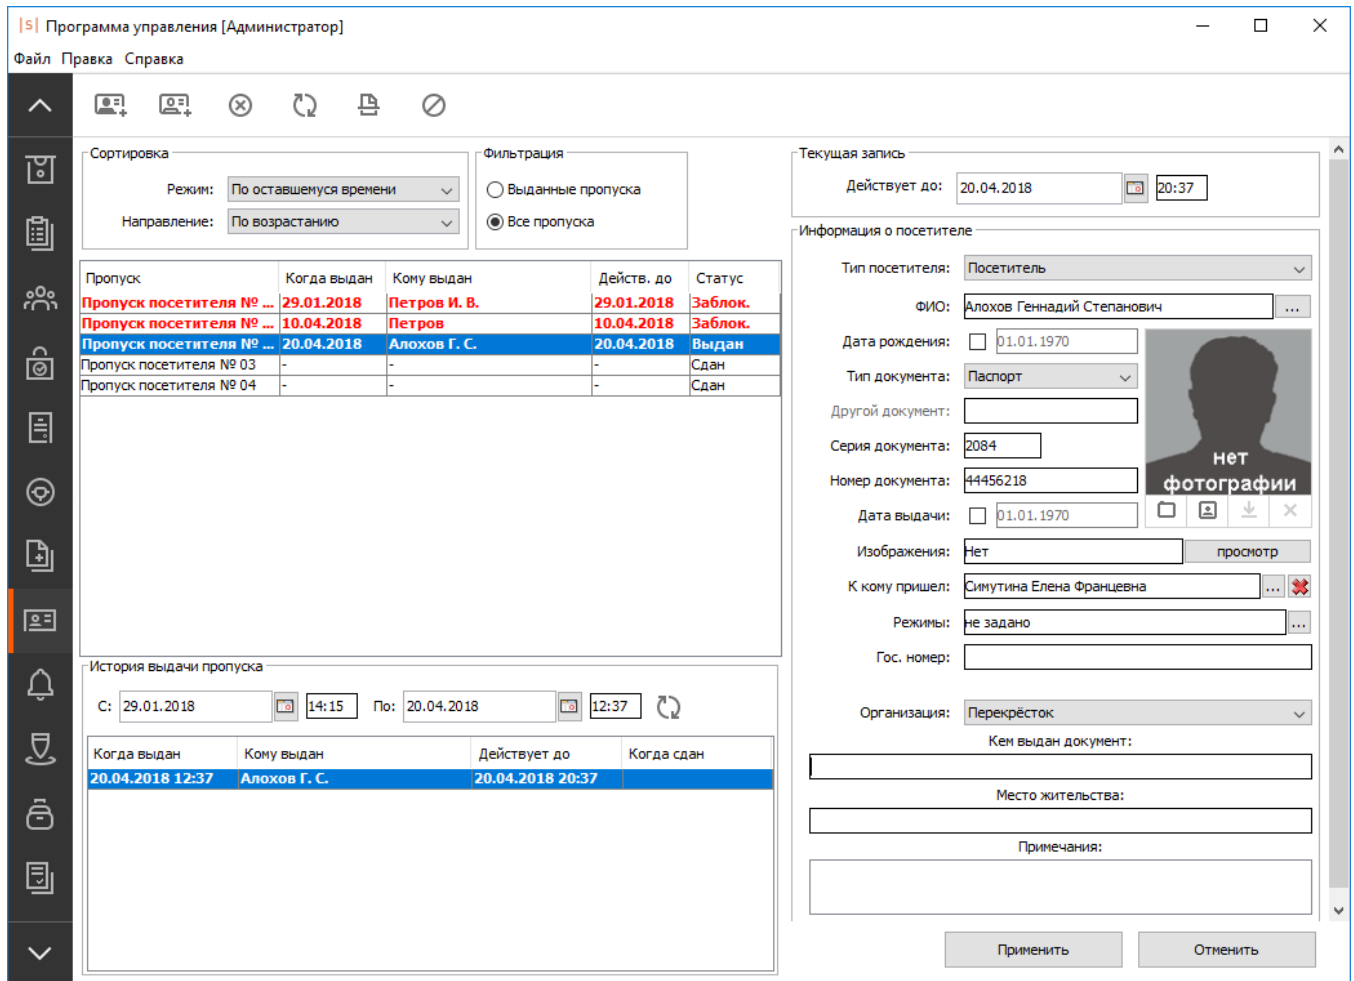 |S| Программа управления [Администратор]
Файл Правка Справка
Сортировка
Режим: По оставшемуся времени
Направление: По возрастанию
Фильтрация
Выданные пропуска
Все пропуска
Пропуск Когда выдан Кому выдан Действ. до Статус
Пропуск посетителя № ... 29.01.2018 Петров И. В. 29.01.2018 Заблок.
Пропуск посетителя № ... 10.04.2018 Петров 10.04.2018 Заблок.
Пропуск посетителя № ... 20.04.2018 Алохов Г. С. 20.04.2018 Выдан
Пропуск посетителя № 03 - - - Сдан
Пропуск посетителя № 04 - - - Сдан
История выдачи пропуска
С: 29.01.2018 14:15 По: 20.04.2018 12:37
Когда выдан Кому выдан Действует до Когда сдан
20.04.2018 12:37 Алохов Г. С. 20.04.2018 20:37
Текущая запись
Действует до: 20.04.2018 20:37
Информация о посетителе
Тип посетителя: Посетитель
ФИО: Алохов Геннадий Степанович ...
Дата рождения: 01.01.1970
Тип документа: Паспорт
Другой документ:
Серия документа: 2084
Номер документа: 44456218
Дата выдачи: 01.01.1970
нет
фотографии
Изображения: Нет просмотр
К кому пришел: Симутина Елена Францевна ...
Режимы: не задано ...
Гос. номер:
Организация: Перекрёсток
Кем выдан документ:
Место жительства:
Примечания:
Применить Отменить